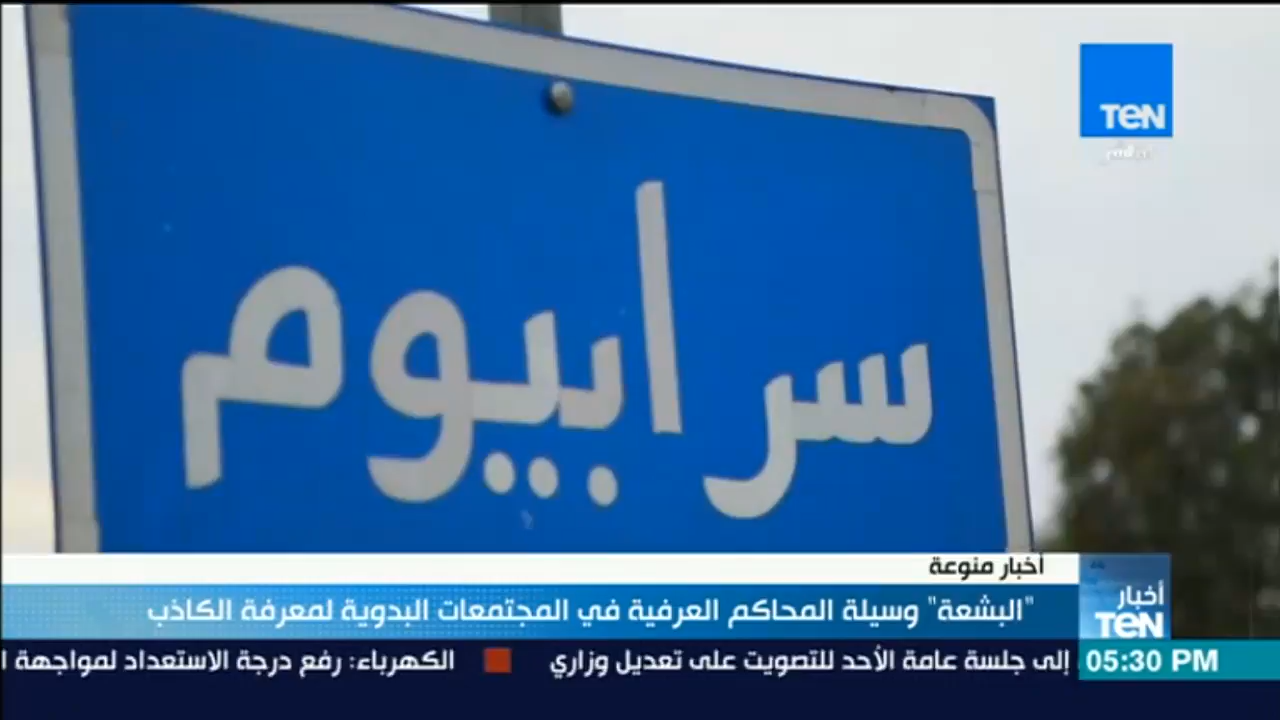 TEN
سرابيوم
أخبار منوعة
"البشعة" وسيلة المحاكم العرفية في المجتمعات البدوية لمعرفة الكاذب
أخبار
TEN
إلى جلسة عامة الأحد للتصويت على تعديل وزاري
الكهرباء: رفع درجة الاستعداد لمواجهة ا
05:30 PM